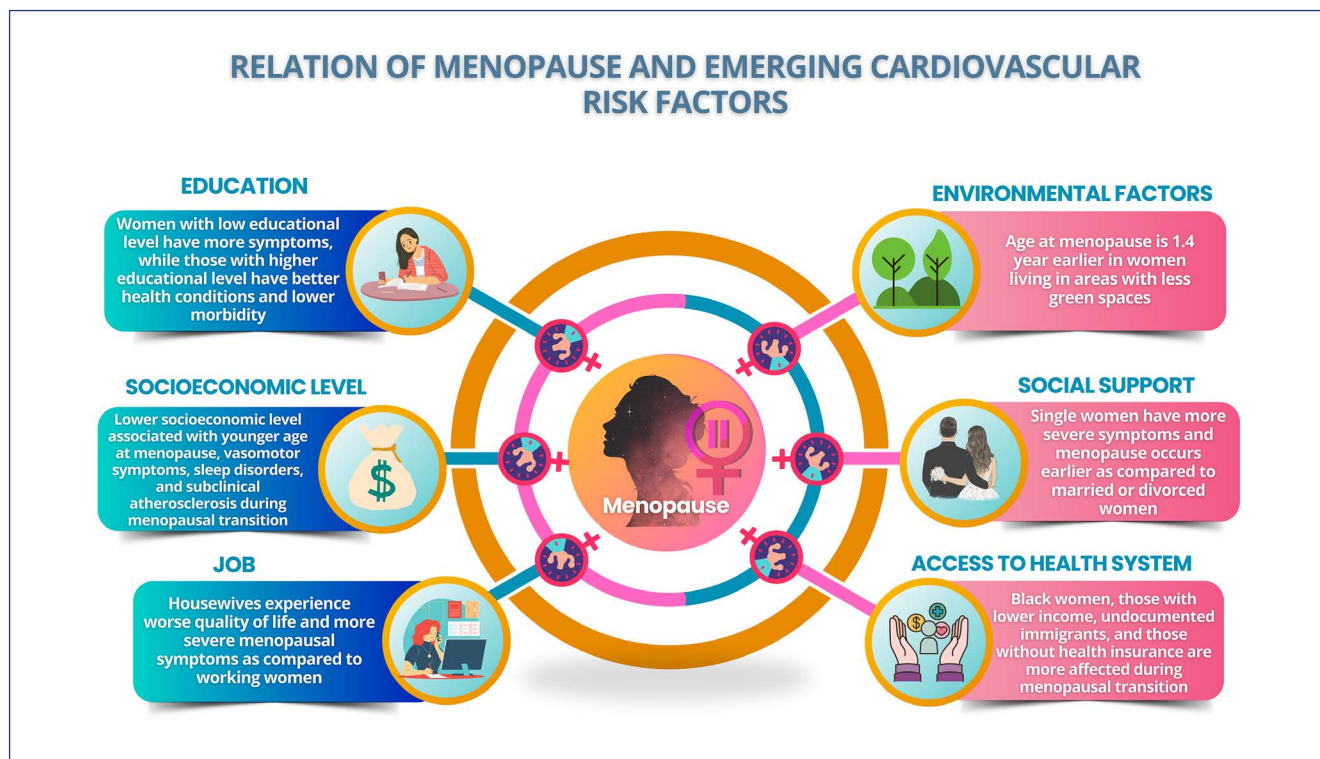 RELATION OF MENOPAUSE AND EMERGING CARDIOVASCULAR
RISK FACTORS
EDUCATION
Women with low educational
level have more symptoms,
while those with higher
educational level have better
health conditions and lower
morbidity
SOCIOECONOMIC LEVEL
Lower socioeconomic level
associated with younger age
at menopause, vasomotor
symptoms, sleep disorders,
and subclinical
atherosclerosis during
menopausal transition
$
JOB
Housewives experience
worse quality of life and more
severe menopausal
symptoms as compared to
working women
Menopause
ENVIRONMENTAL FACTORS
Age at menopause is 1.4
year earlier in women
living in areas with less
green spaces
SOCIAL SUPPORT
Single women have more
severe symptoms and
menopause occurs
earlier as compared to
married or divorced
women
ACCESS TO HEALTH SYSTEM
$
Black women, those with
lower income, undocumented
immigrants, and those
without health insurance are
more affected during
menopausal transition